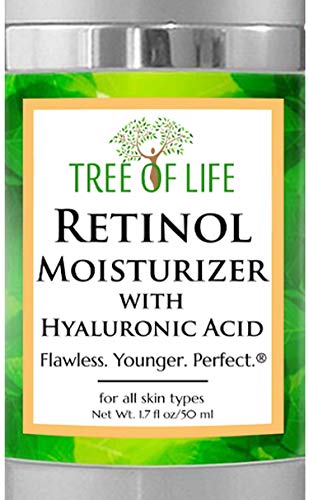 TREE OF LIFE
RETINOL
MOISTURIZER
WITH
HYALURONIC ACID
Flawless. Younger. Perfect.®
for all skin types
Net Wt. 1.7 fl oz/50 ml